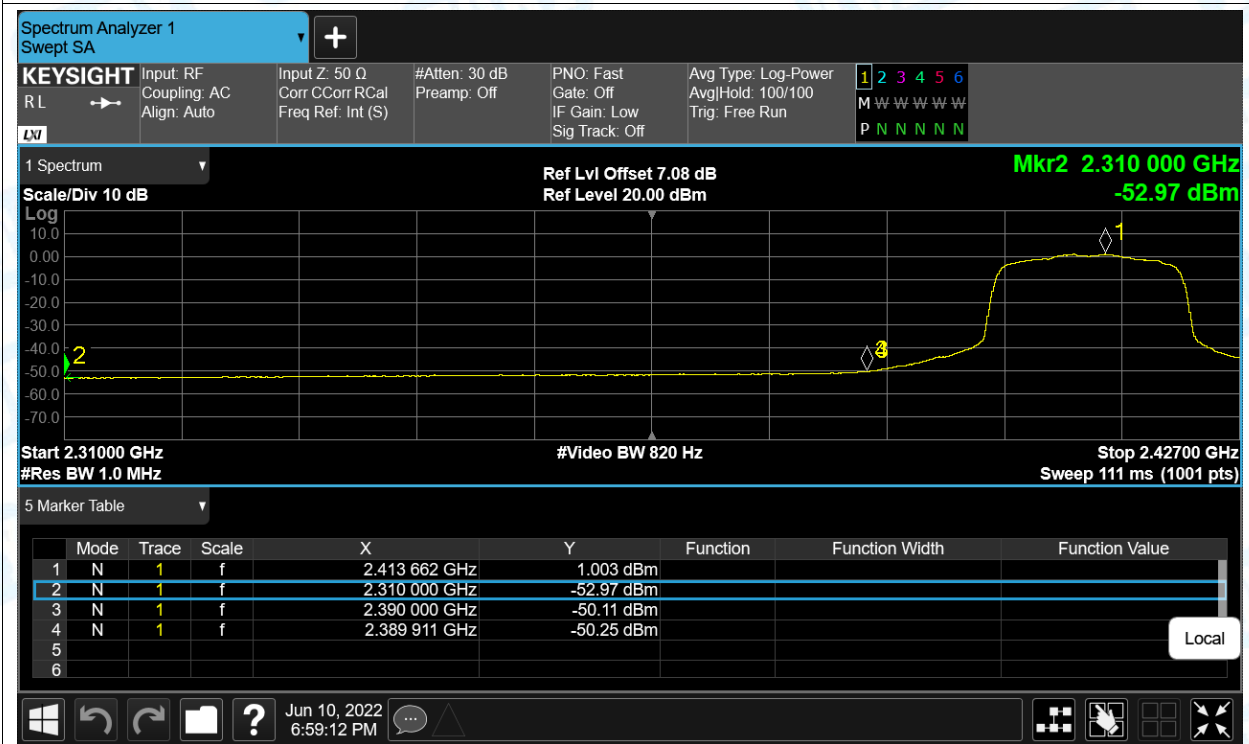 Spectrum Analyzer 1
Swept SA
KEYSIGHT
R L
LXI
Input: RF
Coupling: AC
Align: Auto
Input Z: 50 Ω
Corr CCorr RCal
Freq Ref: Int (S)
#Atten: 30 dB
Preamp: Off
PNO: Fast
Gate: Off
IF Gain: Low
Sig Track: Off
Avg Type: Log-Power
Avg|Hold: 100/100
Trig: Free Run
1 2 3 4 5 6
M W W W W W
P N N N N N
1 Spectrum
Scale/Div 10 dB
Ref Lvl Offset 7.08 dB
Ref Level 20.00 dBm
Mkr2 2.310 000 GHz
-52.97 dBm
Log
10.0
0.00
-10.0
-20.0
-30.0
-40.0
-50.0
-60.0
-70.0
1
2
Start 2.31000 GHz
#Video BW 820 Hz
Stop 2.42700 GHz
#Res BW 1.0 MHz
Sweep 111 ms (1001 pts)
5 Marker Table
Mode Trace Scale X Y Function Function Width Function Value
1 N 1 f 2.413 662 GHz 1.003 dBm
2 N 1 f 2.310 000 GHz -52.97 dBm
3 N 1 f 2.390 000 GHz -50.11 dBm
4 N 1 f 2.389 911 GHz -50.25 dBm
5
6
Local
?
Jun 10, 2022
6:59:12 PM